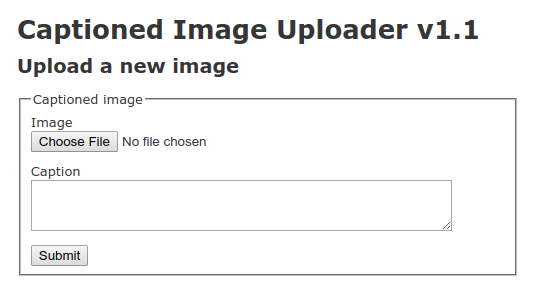 Captioned Image Uploader v1.1
Upload a new image
Captioned image
Image
Choose File No file chosen
Caption
Submit